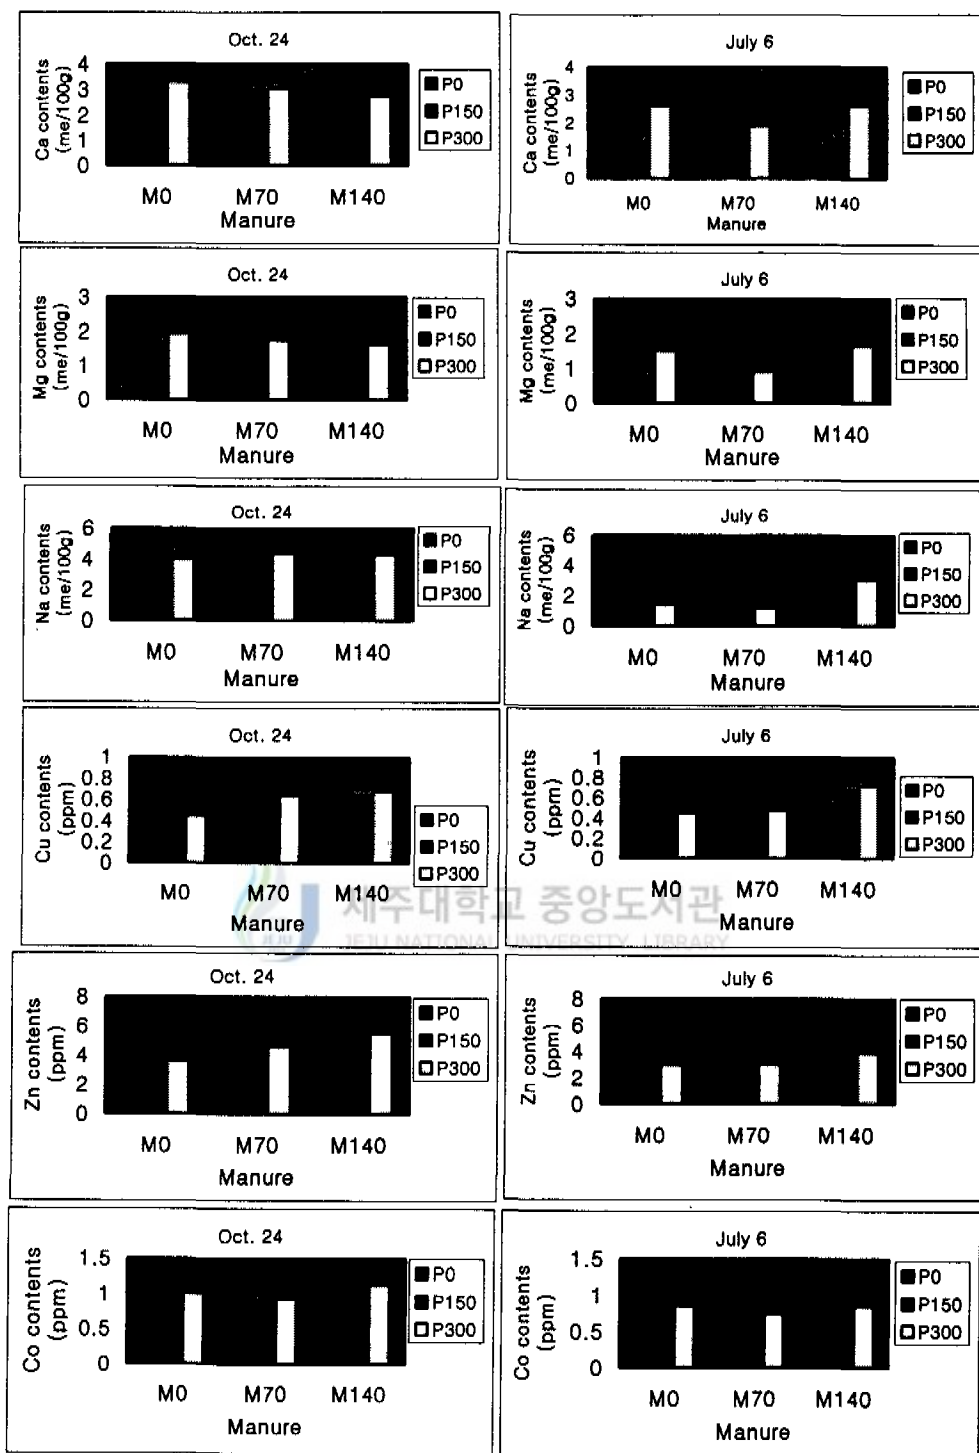 Oct. 24
Ca contents
(me/100g)
4
3
2
1
0
P0
P150
P300
M0 M70 M140
Manure
July 6
Ca contents
(me/100g)
4
3
2
1
0
P0
P150
P300
M0 M70 M140
Manure
Oct. 24
Mg contents
(me/100g)
3
2
1
0
P0
P150
P300
M0 M70 M140
Manure
July 6
Mg contents
(me/100g)
3
2
1
0
P0
P150
P300
M0 M70 M140
Manure
Oct. 24
Na contents
(me/100g)
6
4
2
0
P0
P150
P300
M0 M70 M140
Manure
July 6
Na contents
(me/100g)
6
4
2
0
P0
P150
P300
M0 M70 M140
Manure
Oct. 24
Cu contents
(ppm)
1
0.8
0.6
0.4
0.2
0
P0
P150
P300
M0 M70 M140
Manure
July 6
Cu contents
(ppm)
1
0.8
0.6
0.4
0.2
0
P0
P150
P300
M0 M70 M140
Manure
JEJU
제주대학교 중앙도서관
JEJU NATIONAL UNIVERSITY LIBRARY
Oct. 24
Zn contents
(ppm)
8
6
4
2
0
P0
P150
P300
M0 M70 M140
Manure
July 6
Zn contents
(ppm)
8
6
4
2
0
P0
P150
P300
M0 M70 M140
Manure
Oct. 24
Co contents
(ppm)
1.5
1
0.5
0
P0
P150
P300
M0 M70 M140
Manure
July 6
Co contents
(ppm)
1.5
1
0.5
0
P0
P150
P300
M0 M70 M140
Manure